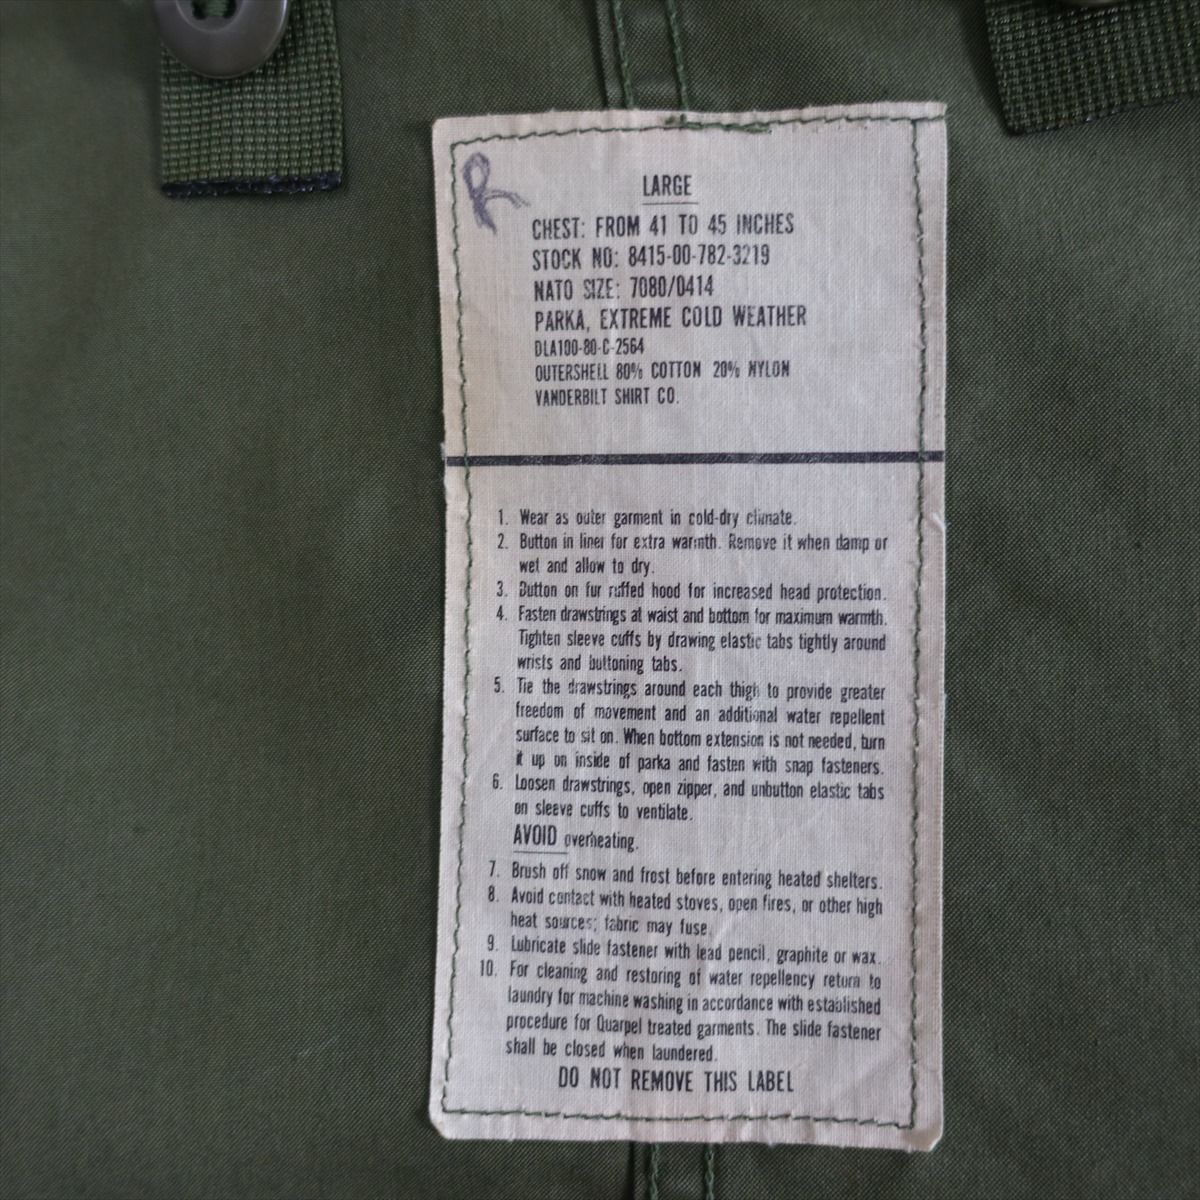 R
LARGE
CHEST: FROM 41 TO 45 INCHES
STOCK NO: 8415-00-782-3219
NATO SIZE: 7080/0414
PARKA, EXTREME COLD WEATHER
DLA100-80-C-2564
OUTERSHELL 80% COTTON 20% NYLON
VANDERBILT SHIRT CO.
1. Wear as outer garment in cold-dry climate.
2. Button in liner for extra warmth. Remove it when damp or
wet and allow to dry.
3. Button on fur ruffed hood for increased head protection.
4. Fasten drawstrings at waist and bottom for maximum warmth.
Tighten sleeve cuffs by drawing elastic tabs tightly around
wrists and buttoning tabs.
5. Tie the drawstrings around each thigh to provide greater
freedom of movement and an additional water repellent
surface to sit on. When bottom extension is not needed, turn
it up on inside of parka and fasten with snap fasteners.
6. Loosen drawstrings, open zipper, and unbutton elastic tabs
on sleeve cuffs to ventilate.
AVOID overheating.
7. Brush off snow and frost before entering heated shelters.
8. Avoid contact with heated stoves, open fires, or other high
heat sources; fabric may fuse.
9. Lubricate slide fastener with lead pencil, graphite or wax.
10. For cleaning and restoring of water repellency return to
laundry for machine washing in accordance with established
procedure for Quarpel treated garments. The slide fastener
shall be closed when laundered.
DO NOT REMOVE THIS LABEL